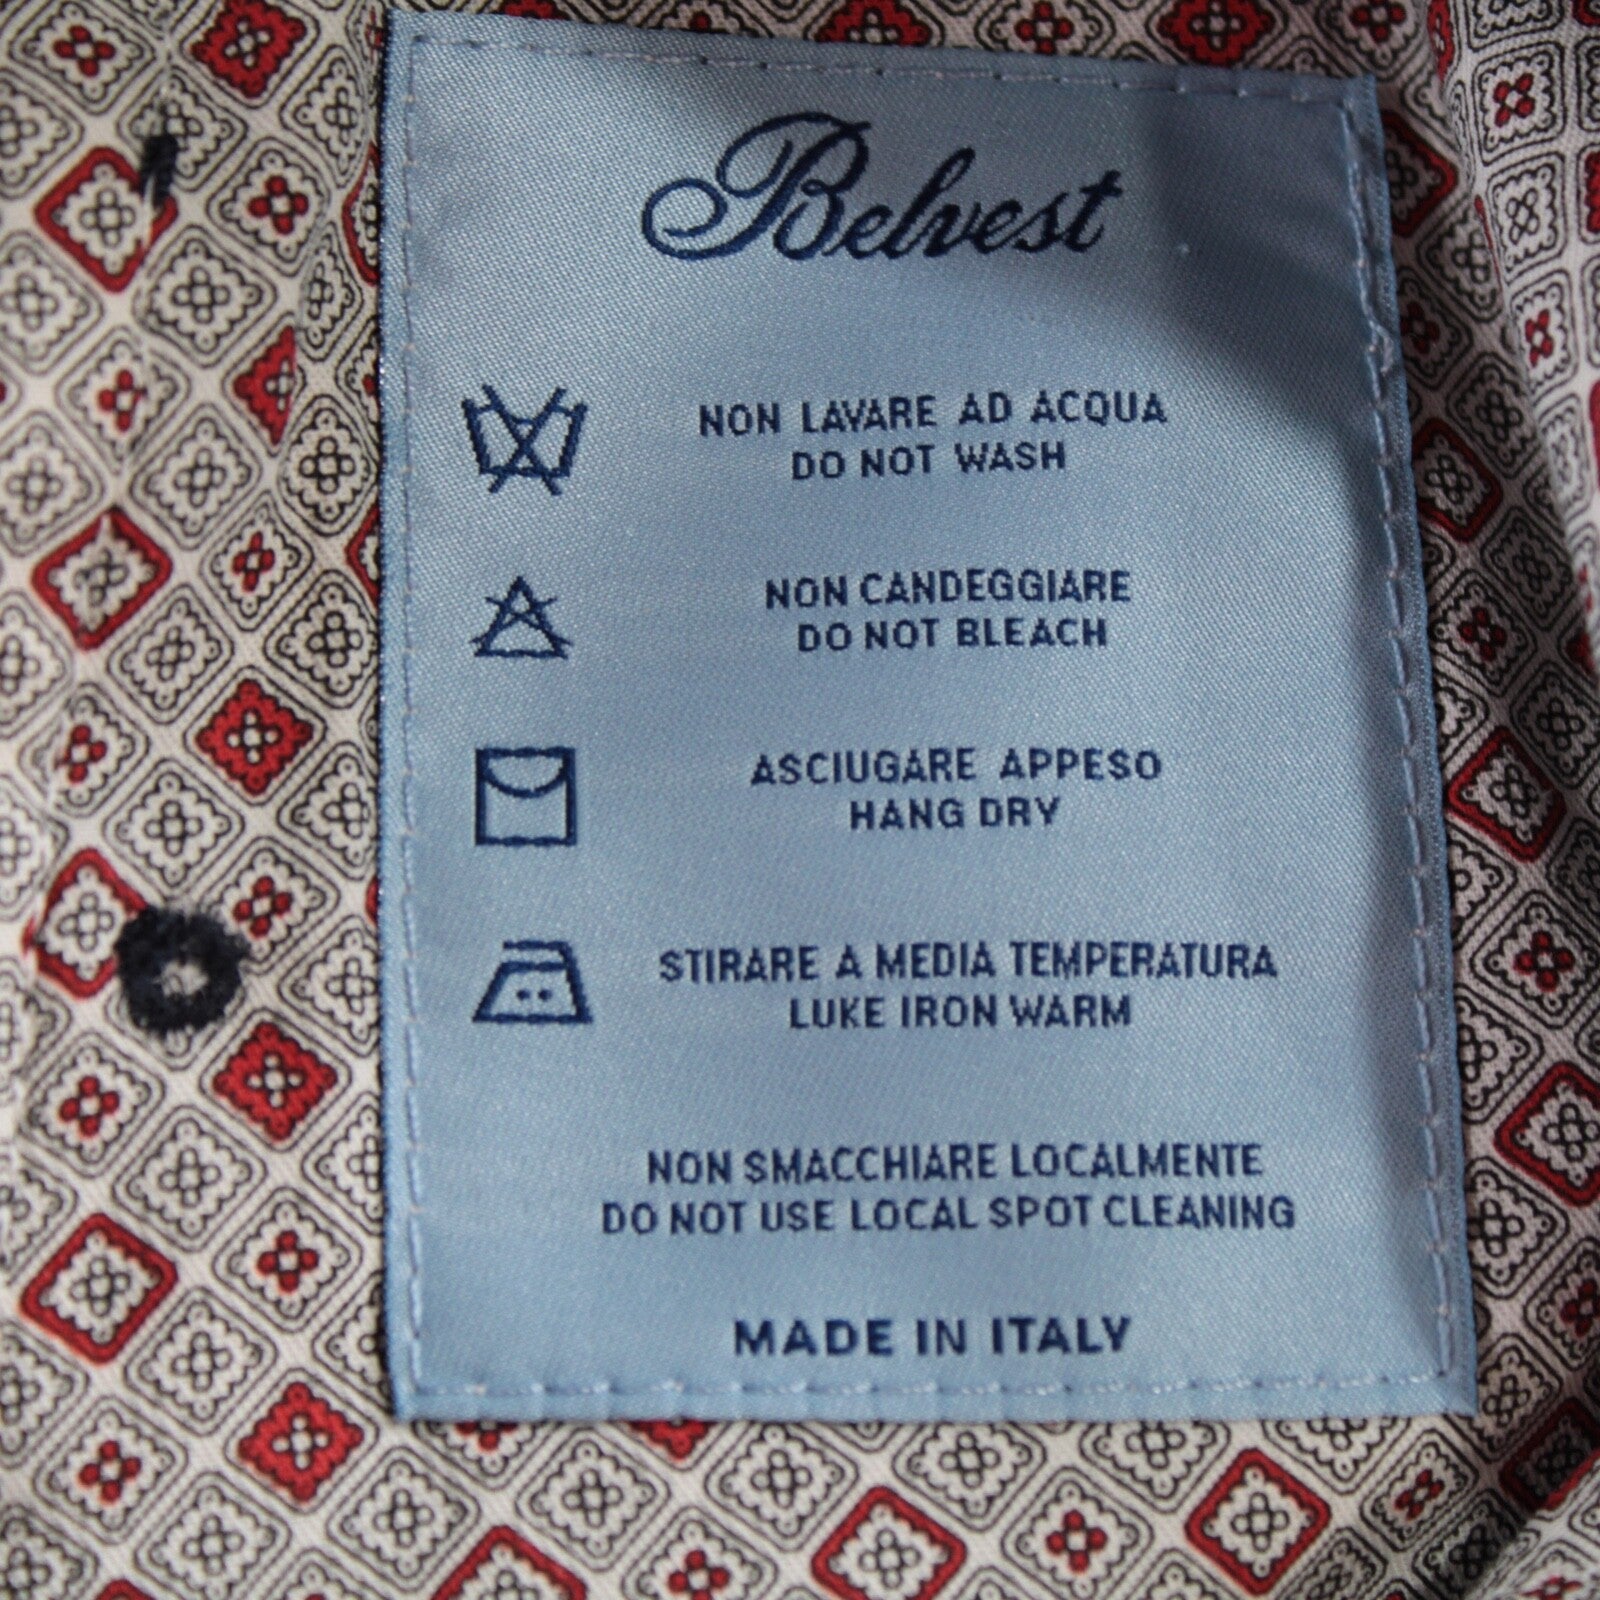 Belvest
NON LAVARE AD ACQUA
DO NOT WASH
NON CANDEGGIARE
DO NOT BLEACH
ASCIUGARE APPESO
HANG DRY
STIRARE A MEDIA TEMPERATURA
LUKE IRON WARM
NON SMACCHIARE LOCALMENTE
DO NOT USE LOCAL SPOT CLEANING
MADE IN ITALY